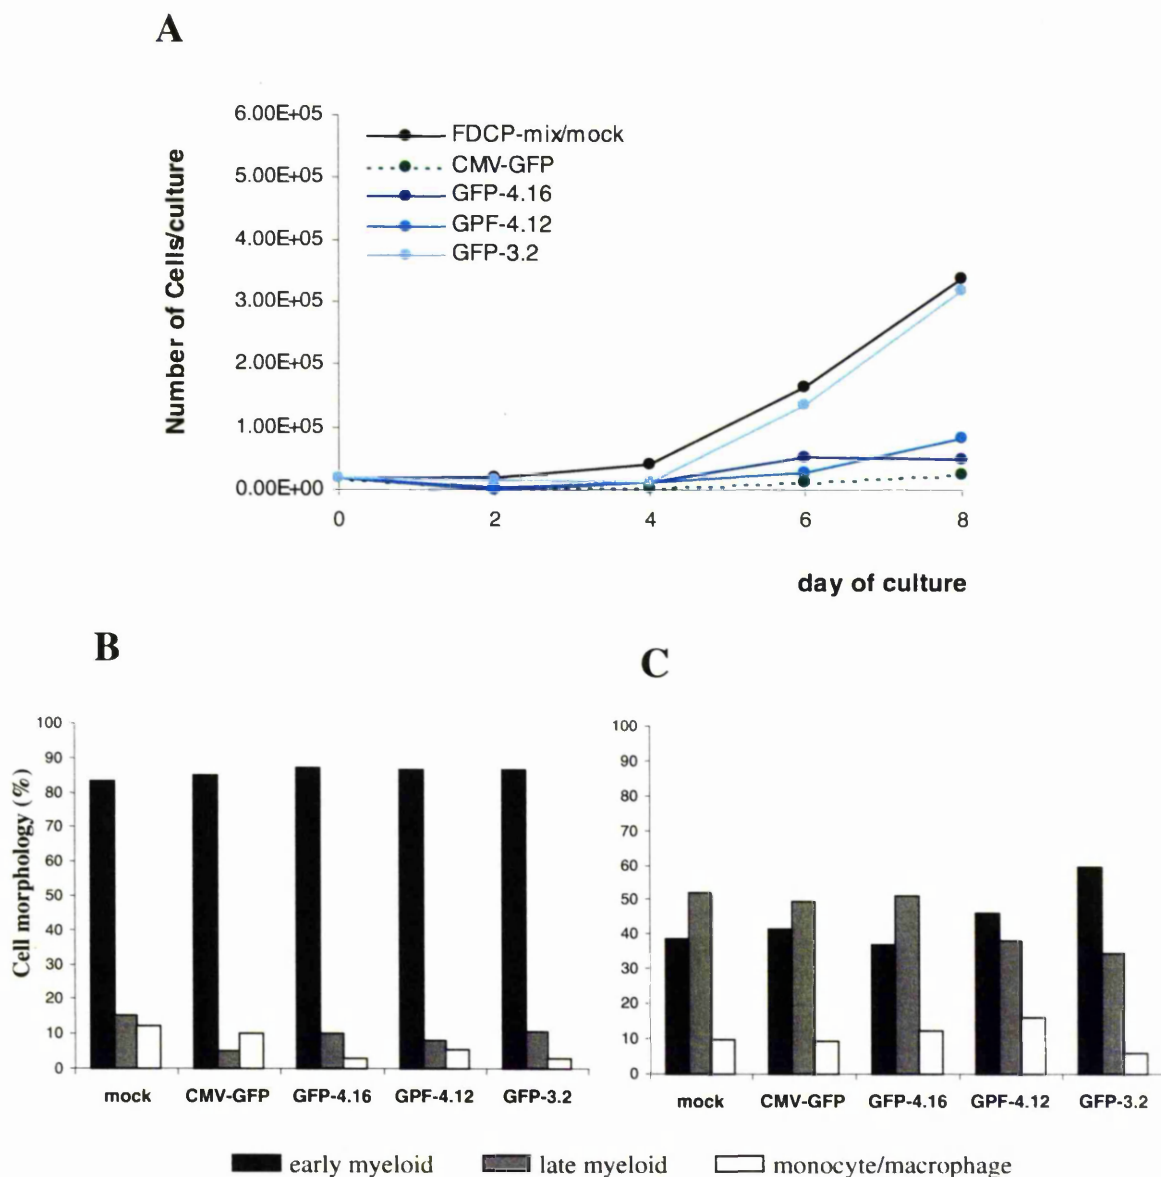 A
6.00E+05
5.00E+05
4.00E+05
3.00E+05
2.00E+05
1.00E+05
0.00E+00
Number of Cells/culture
FDCP-mix/mock
CMV-GFP
GFP-4.16
GPF-4.12
GFP-3.2
0 2 4 6 8
day of culture
B
100
90
80
70
60
50
40
30
20
10
0
Cell morphology (%)
mock CMV-GFP GFP-4.16 GPF-4.12 GFP-3.2
C
100
90
80
70
60
50
40
30
20
10
0
mock CMV-GFP GFP-4.16 GPF-4.12 GFP-3.2
early myeloid late myeloid monocyte/macrophage